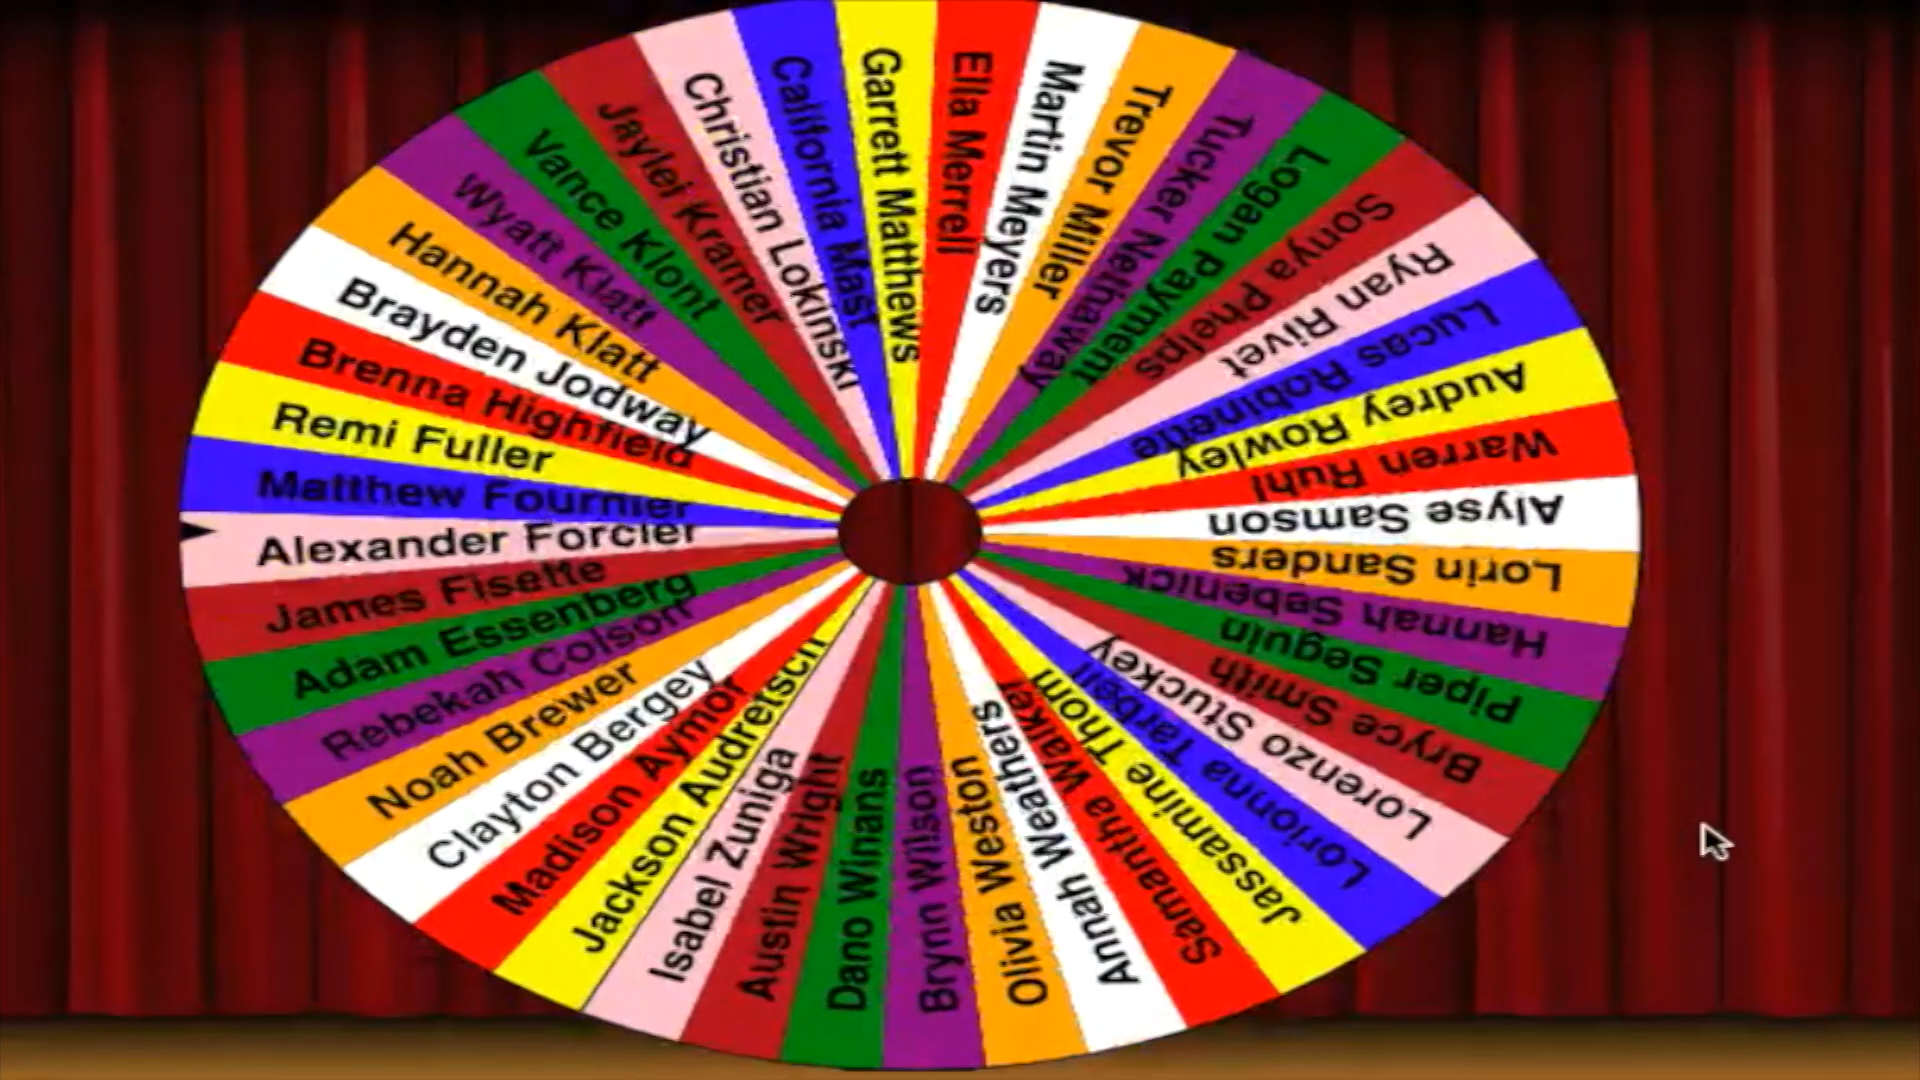 Ella Merrell
Martin Meyers
Trevor Miller
Tucker Nethaway
Logan Payment
Sonya Phelps
Ryan Rivet
Lucas Robinette
Audrey Rowley
Warren Ruhl
Alyse Samson
Lorin Sanders
Hannah Sebenick
Piper Seguin
Bryce Smith
Lorenzo Stuckey
Lorionna Tarbell
Jassamine Thom
Samantha Walker
Annah Weathers
Olivia Weston
Brynn Wilson
Dano Winans
Austin Wright
Isabel Zuniga
Jackson Audretsch
Madison Aymor
Clayton Bergey
Noah Brewer
Rebekah Colson
Adam Essenberg
James Fisette
Alexander Forcier
Matthew Fournier
Remi Fuller
Brenna Highfield
Brayden Jodway
Hannah Klatt
Wyatt Klatt
Vance Klont
Jaylei Kramer
Christian Lokinski
California Mast
Garrett Matthews